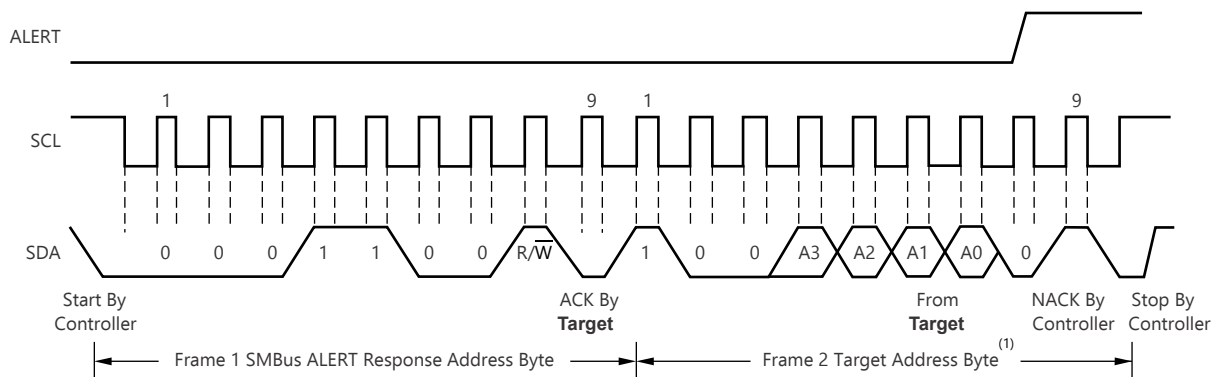 ALERT
1 9 1 9
SCL
SDA 0 0 0 1 1 0 0 R/W̅ 1 0 0 A3 A2 A1 A0 0
Start By
Controller
ACK By
Target
From
Target
NACK By
Controller
Stop By
Controller
Frame 1 SMBus ALERT Response Address Byte
Frame 2 Target Address Byte(1)